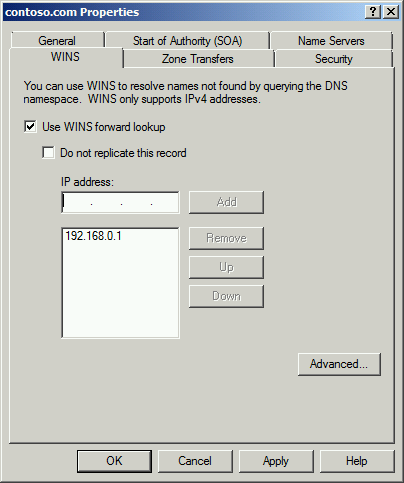 contoso.com Properties
General Start of Authority (SOA) Name Servers
WINS Zone Transfers Security
You can use WINS to resolve names not found by querying the DNS
namespace. WINS only supports IPv4 addresses.
Use WINS forward lookup
Do not replicate this record
IP address:
. . . Add
192.168.0.1 Remove
Up
Down
Advanced...
OK Cancel Apply Help